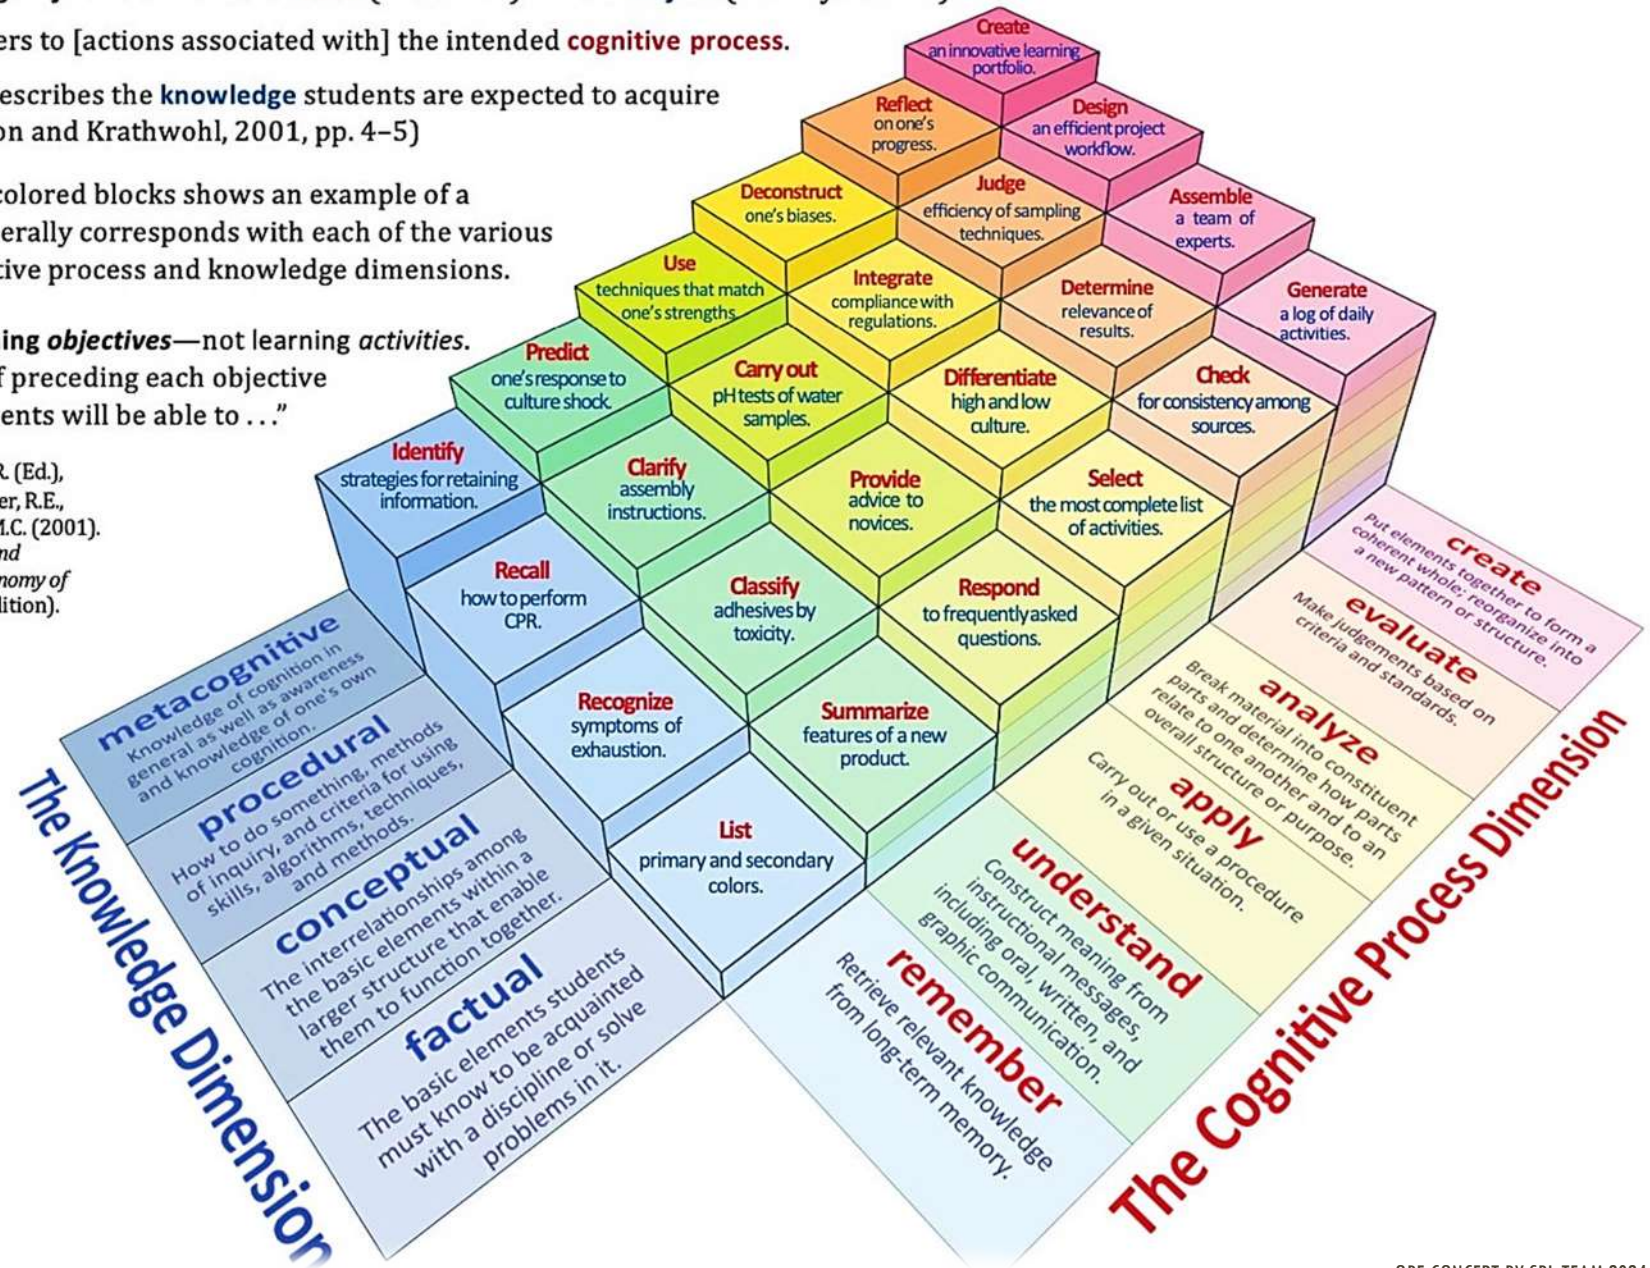 ers to [actions associated with] the intended cognitive process.
escribes the knowledge students are expected to acquire
on and Krathwohl, 2001, pp. 4–5)
colored blocks shows an example of a
erally corresponds with each of the various
tive process and knowledge dimensions.
ing objectives—not learning activities.
f preceding each objective
ents will be able to . . .”
R. (Ed.),
er, R.E.,
M.C. (2001).
nd
nomy of
lition).
Create
an innovative learning
portfolio.
Reflect
on one's
progress.
Design
an efficient project
workflow.
Deconstruct
one's biases.
Judge
efficiency of sampling
techniques.
Assemble
a team of
experts.
Use
techniques that match
one's strengths.
Integrate
compliance with
regulations.
Determine
relevance of
results.
Generate
a log of daily
activities.
Predict
one's response to
culture shock.
Carry out
pH tests of water
samples.
Differentiate
high and low
culture.
Check
for consistency among
sources.
Identify
strategies for retaining
information.
Clarify
assembly
instructions.
Provide
advice to
novices.
Select
the most complete list
of activities.
Recall
how to perform
CPR.
Classify
adhesives by
toxicity.
Respond
to frequently asked
questions.
Recognize
symptoms of
exhaustion.
Summarize
features of a new
product.
List
primary and secondary
colors.
metacognitive
Knowledge of cognition in
general as well as awareness
and knowledge of one's own
cognition.
procedural
How to do something, methods
of inquiry, and criteria for using
skills, algorithms, techniques,
and methods.
conceptual
The interrelationships among
the basic elements within a
larger structure that enable
them to function together.
factual
The basic elements students
must know to be acquainted
with a discipline or solve
problems in it.
The Knowledge Dimension
create
Put elements together to form a
coherent whole; reorganize into
a new pattern or structure.
evaluate
Make judgements based on
criteria and standards.
analyze
Break material into constituent
parts and determine how parts
relate to one another and to an
overall structure or purpose.
apply
Carry out or use a procedure
in a given situation.
understand
Construct meaning from
instructional messages,
including oral, written, and
graphic communication.
remember
Retrieve relevant knowledge
from long-term memory.
The Cognitive Process Dimension